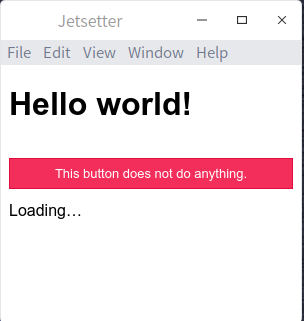 Jetsetter
File Edit View Window Help
Hello world!
This button does not do anything.
Loading…